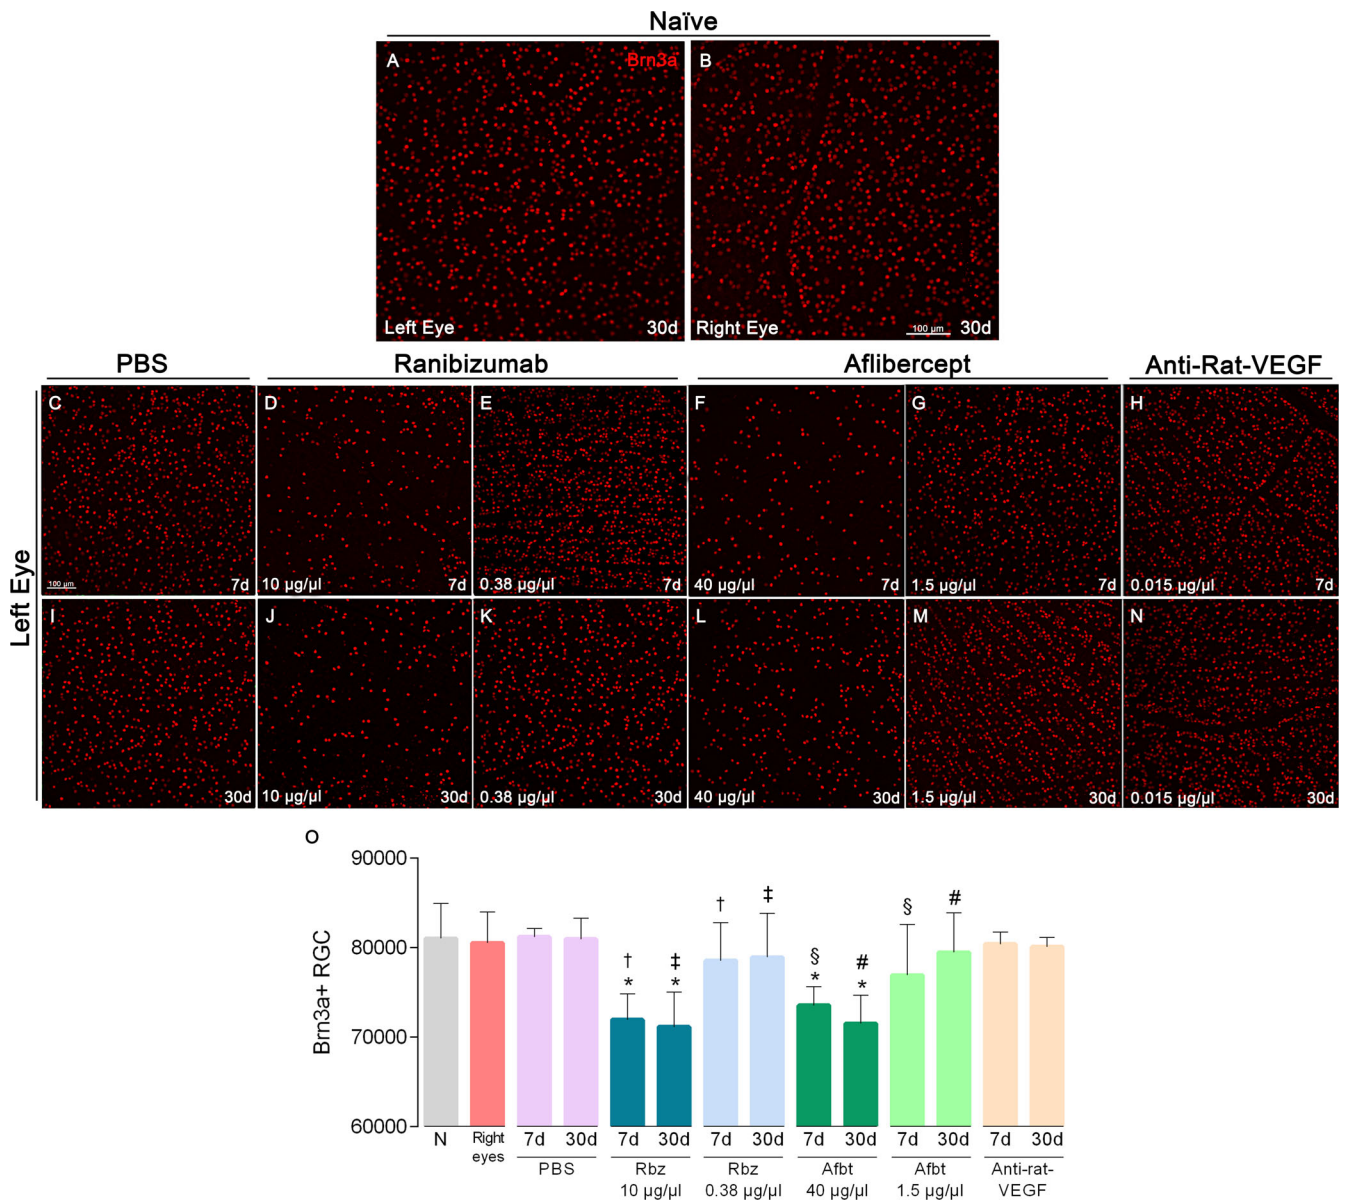 Naïve
A Brn3a B
Left Eye 30d Right Eye 100 µm 30d
PBS Ranibizumab Aflibercept Anti-Rat-VEGF
Left Eye
C D E F G H
100 µm 7d 10 µg/µl 7d 0.38 µg/µl 7d 40 µg/µl 7d 1.5 µg/µl 7d 0.015 µg/µl 7d
I J K L M N
30d 10 µg/µl 30d 0.38 µg/µl 30d 40 µg/µl 30d 1.5 µg/µl 30d 0.015 µg/µl 30d
O
Brn3a+ RGC
90000
80000
70000
60000
† ‡ § #
† ‡ § #
* * * *
N Right eyes 7d 30d 7d 30d 7d 30d 7d 30d 7d 30d 7d 30d
PBS Rbz Rbz Afbt Afbt Anti-rat-
10 µg/µl 0.38 µg/µl 40 µg/µl 1.5 µg/µl VEGF